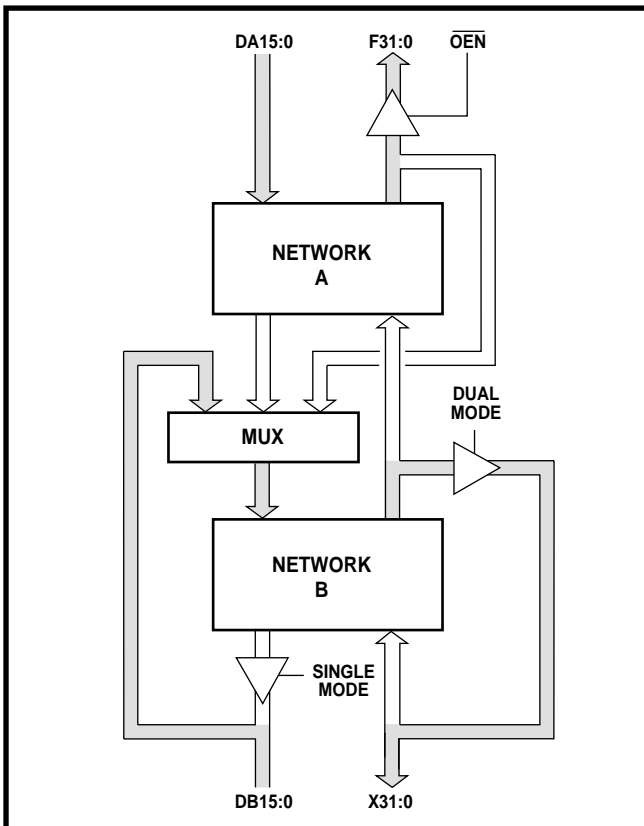 DA15:0
F31:0
OEN
NETWORK
A
DUAL
MODE
MUX
NETWORK
B
SINGLE
MODE
DB15:0
X31:0